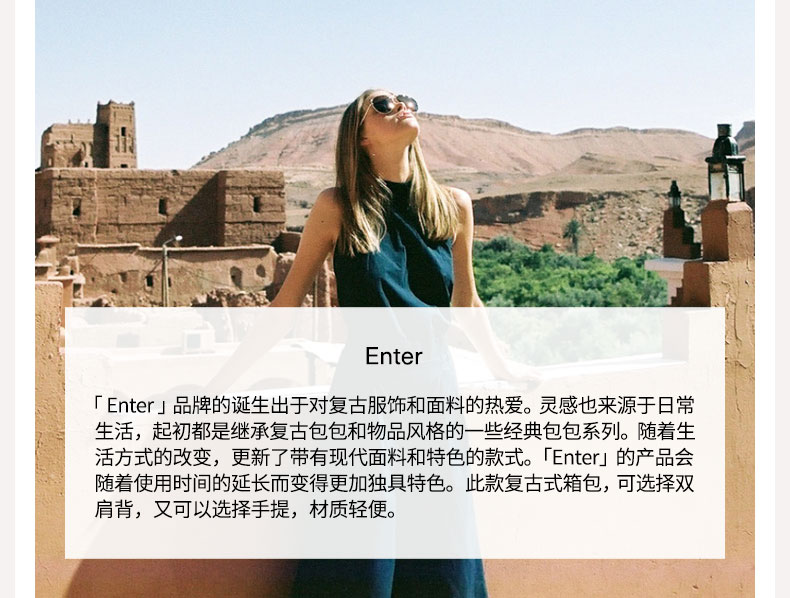 Enter
「 Enter 」品牌的诞生出于对复古服饰和面料的热爱。灵感也来源于日常
生活，起初都是继承复古包包和物品风格的一些经典包包系列。随着生
活方式的改变，更新了带有现代面料和特色的款式。「Enter」的产品会
随着使用时间的延长而变得更加独具特色。此款复古式箱包，可选择双
肩背，又可以选择手提，材质轻便。